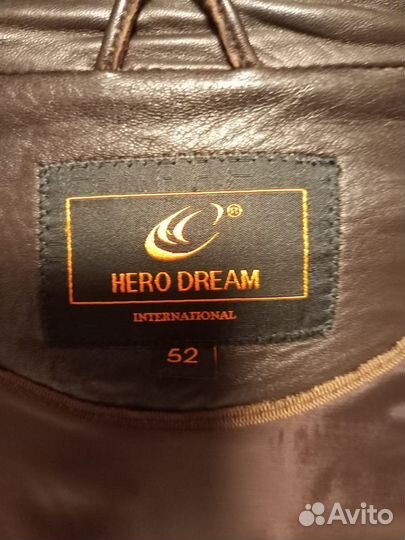 ®
HERO DREAM
INTERNATIONAL
52
Avito